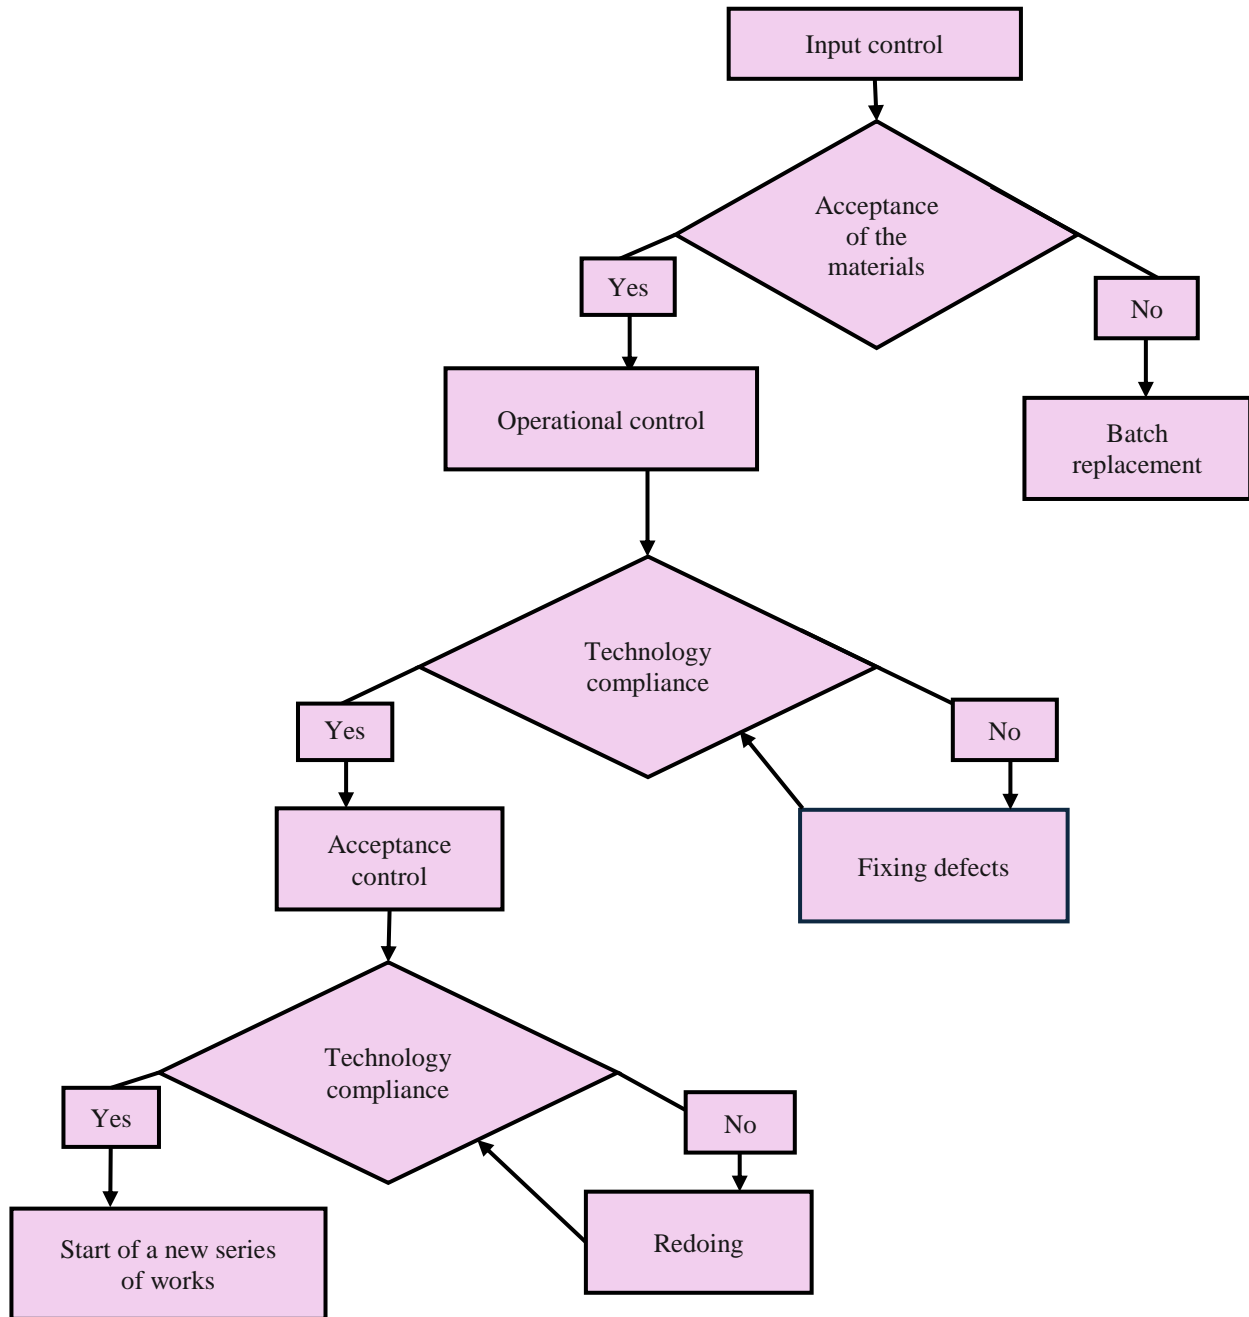 Input control
Acceptance
of the
materials
Yes
No
Operational control
Batch
replacement
Technology
compliance
Yes
No
Acceptance
control
Fixing defects
Technology
compliance
Yes
No
Start of a new series
of works
Redoing